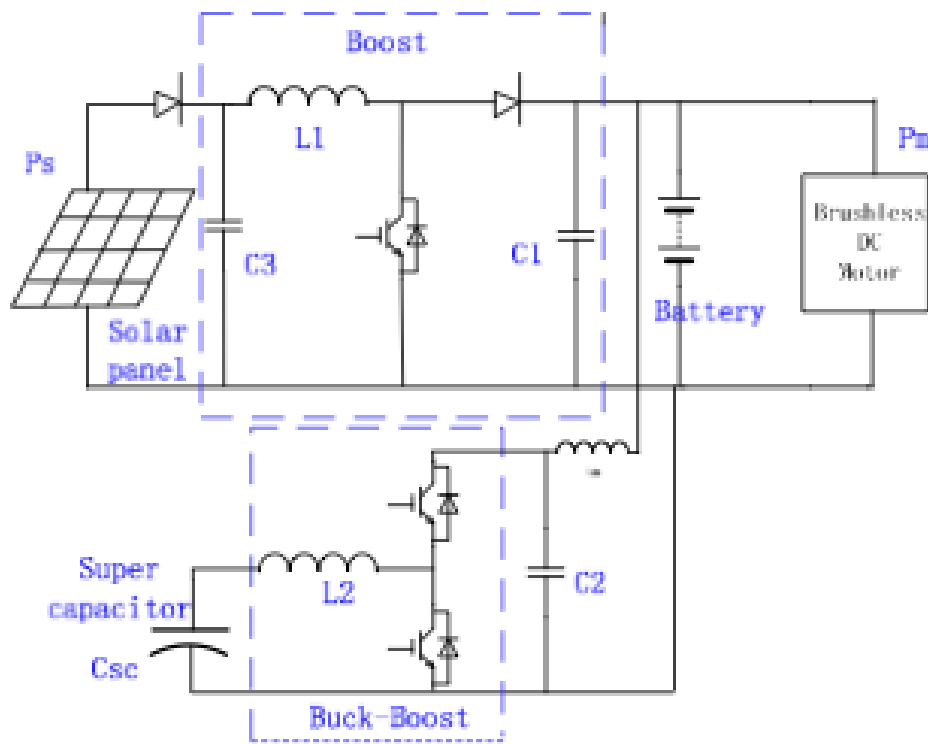 Boost
L1
Ps
Pm
Brushless
DC
Motor
C3
C1
Battery
Solar
panel
Super
capacitor
L2
C2
Csc
Buck-Boost